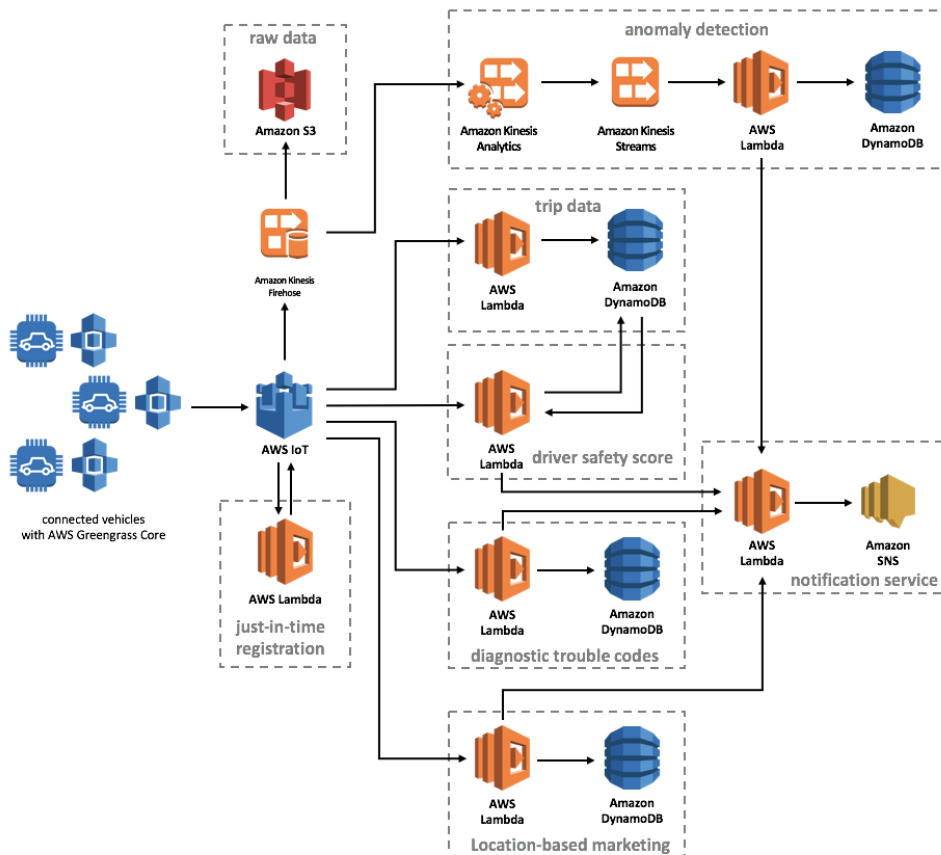 raw data
Amazon S3
anomaly detection
Amazon Kinesis
Analytics
Amazon Kinesis
Streams
AWS
Lambda
Amazon
DynamoDB
Amazon Kinesis
Firehose
trip data
AWS
Lambda
Amazon
DynamoDB
connected vehicles
with AWS Greengrass Core
AWS IoT
AWS
Lambda
driver safety score
AWS Lambda
just-in-time
registration
AWS
Lambda
Amazon
DynamoDB
diagnostic trouble codes
AWS
Lambda
Amazon
SNS
notification service
AWS
Lambda
Amazon
DynamoDB
Location-based marketing